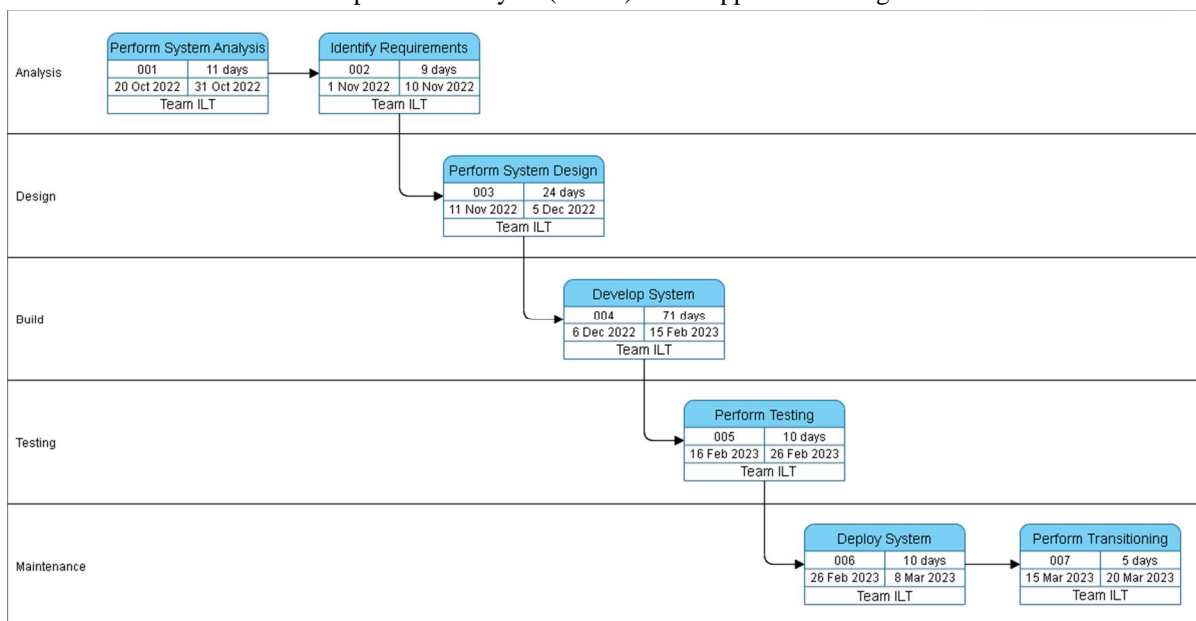 Analysis
Perform System Analysis
001 11 days
20 Oct 2022 31 Oct 2022
Team ILT
Identify Requirements
002 9 days
1 Nov 2022 10 Nov 2022
Team ILT
Design
Perform System Design
003 24 days
11 Nov 2022 5 Dec 2022
Team ILT
Build
Develop System
004 71 days
6 Dec 2022 15 Feb 2023
Team ILT
Testing
Perform Testing
005 10 days
16 Feb 2023 26 Feb 2023
Team ILT
Maintenance
Deploy System
006 10 days
26 Feb 2023 8 Mar 2023
Team ILT
Perform Transitioning
007 5 days
15 Mar 2023 20 Mar 2023
Team ILT